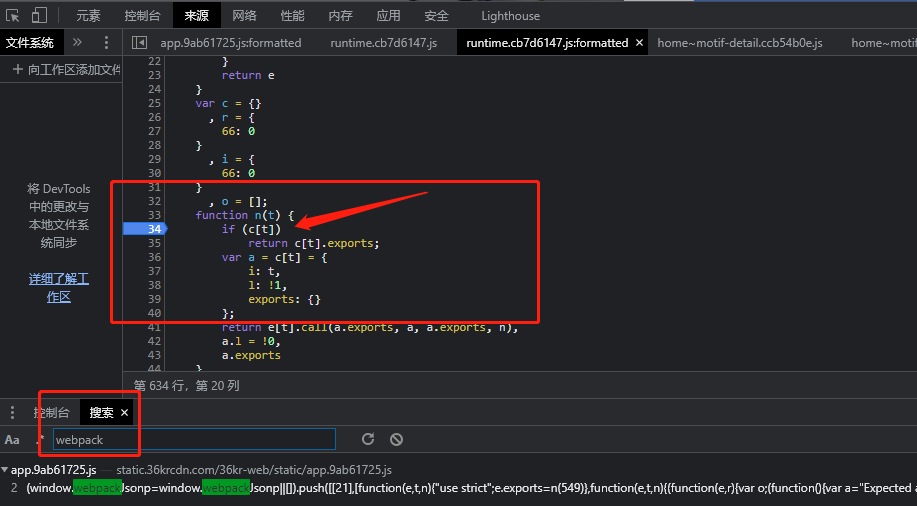 元素 控制台 来源 网络 性能 内存 应用 安全 Lighthouse
文件系统 » app.9ab61725.js:formatted runtime.cb7d6147.js runtime.cb7d6147.js:formatted × home~motif-detail.ccb54b0e.js home~motif
+ 向工作区添加文件
将 DevTools
中的更改与
本地文件系
统同步
详细了解工
作区
22 }
23 return e
24 }
25 var c = {}
26 , r = {
27 66: 0
28 }
29 , i = {
30 66: 0
31 }
32 , o = [];
33 function n(t) {
34 if (c[t])
35 return c[t].exports;
36 var a = c[t] = {
37 i: t,
38 l: !1,
39 exports: {}
40 };
41 return e[t].call(a.exports, a, a.exports, n),
42 a.l = !0,
43 a.exports
44 }
第 634 行，第 20 列
控制台 搜索 ×
Aa .* webpack
app.9ab61725.js — static.36krcdn.com/36kr-web/static/app.9ab61725.js
2 (window.webpackJsonp=window.webpackJsonp||[]).push([[21],[function(e,t,n){"use strict";e.exports=n(549)},function(e,t,n){(function(e,r){var o;(function(){var a="Expected a